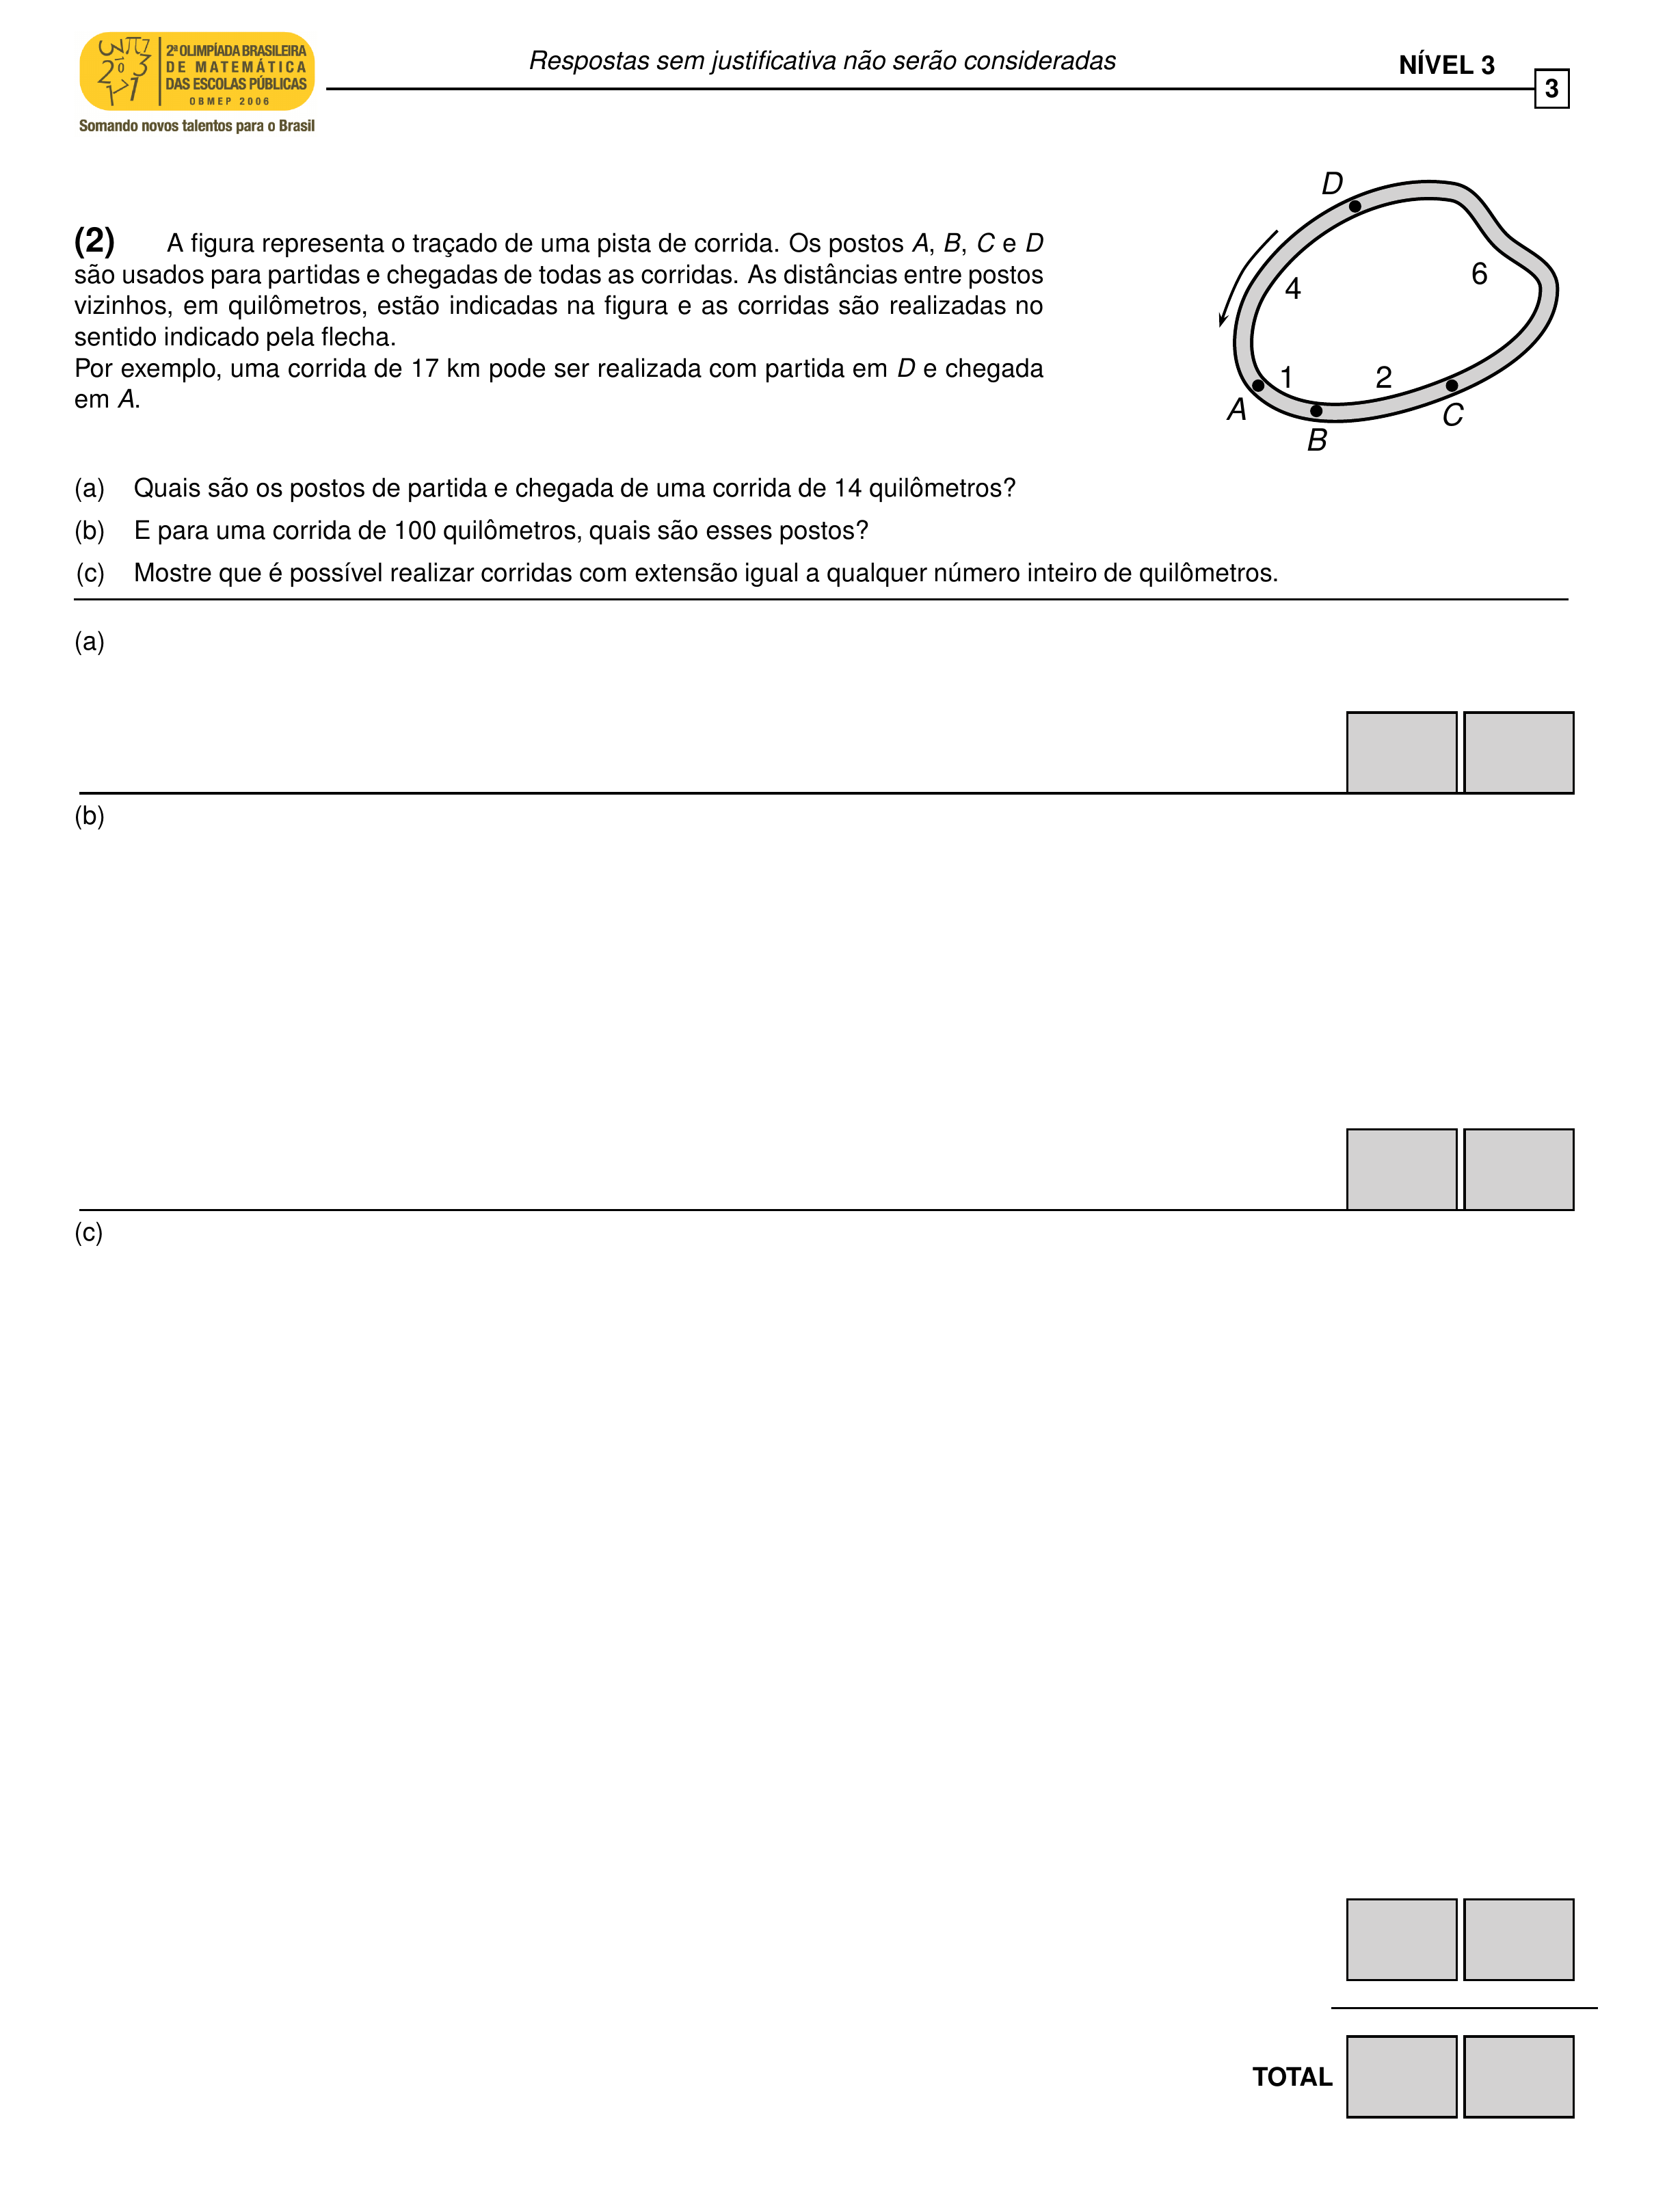 2ª OLIMPÍADA BRASILEIRA
DE MATEMÁTICA
DAS ESCOLAS PÚBLICAS
OBMEP 2006
Somando novos talentos para o Brasil
Respostas sem justificativa não serão consideradas
NÍVEL 3
3
(2) A figura representa o traçado de uma pista de corrida. Os postos A, B, C e D
são usados para partidas e chegadas de todas as corridas. As distâncias entre postos
vizinhos, em quilômetros, estão indicadas na figura e as corridas são realizadas no
sentido indicado pela flecha.
Por exemplo, uma corrida de 17 km pode ser realizada com partida em D e chegada
em A.
D
4
6
1
2
A
B
C
(a) Quais são os postos de partida e chegada de uma corrida de 14 quilômetros?
(b) E para uma corrida de 100 quilômetros, quais são esses postos?
(c) Mostre que é possível realizar corridas com extensão igual a qualquer número inteiro de quilômetros.
(a)
(b)
(c)
TOTAL